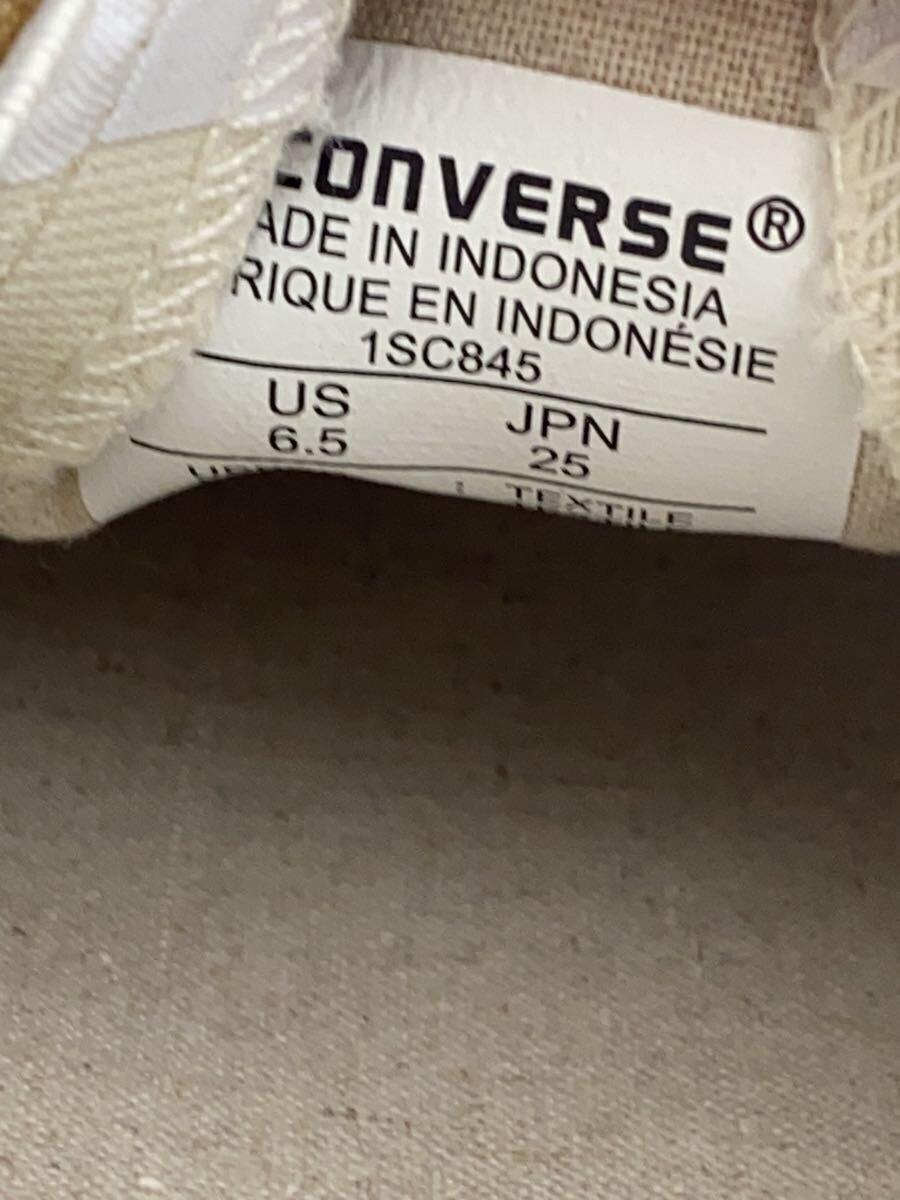 CONVERSE®
ADE IN INDONESIA
RIQUE EN INDONÉSIE
1SC845
US JPN
6.5 25
: TEXTILE